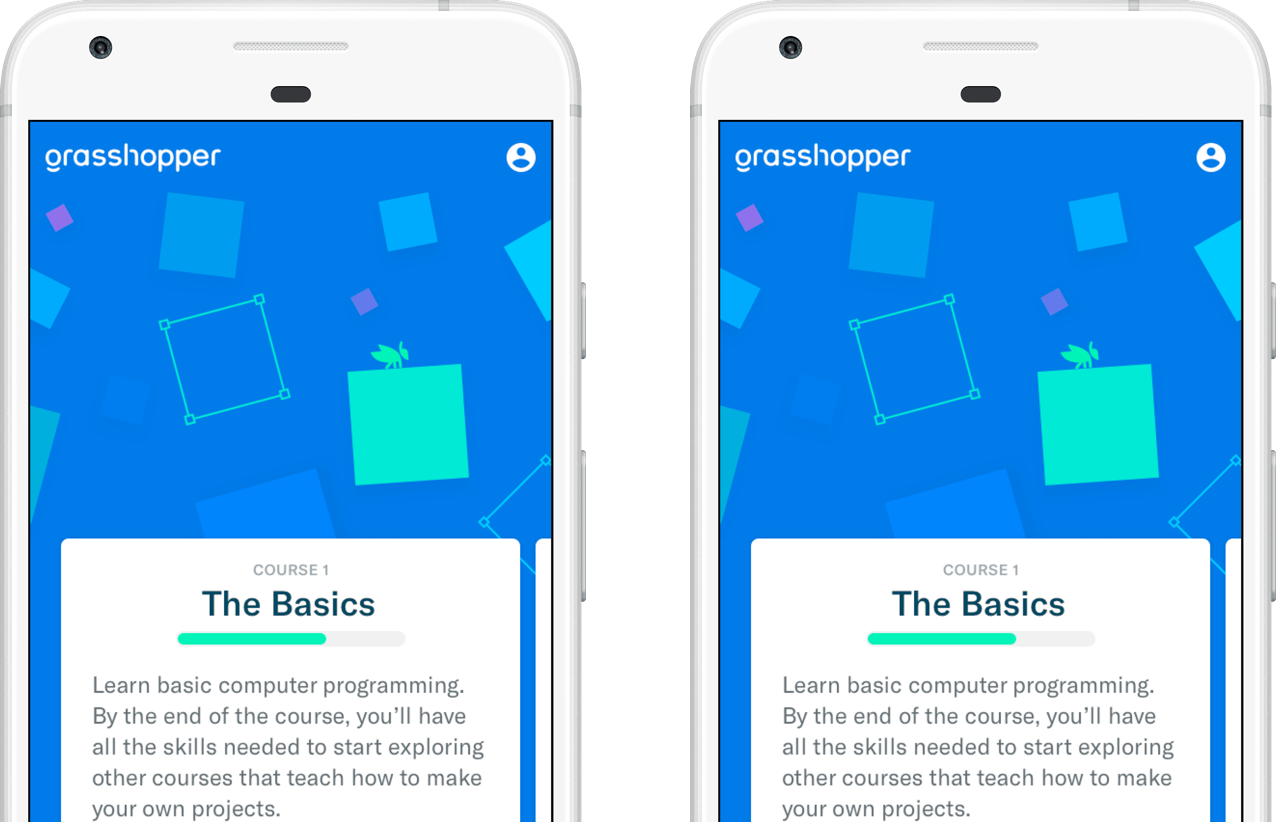 grasshopper
COURSE 1
The Basics
Learn basic computer programming.
By the end of the course, you’ll have
all the skills needed to start exploring
other courses that teach how to make
your own projects.
grasshopper
COURSE 1
The Basics
Learn basic computer programming.
By the end of the course, you’ll have
all the skills needed to start exploring
other courses that teach how to make
your own projects.